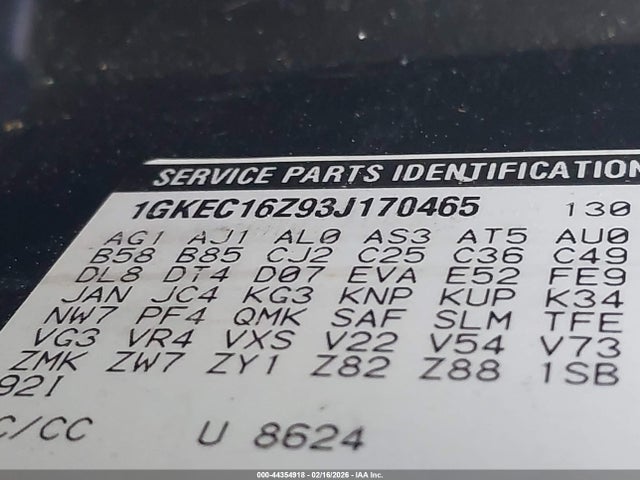 SERVICE PARTS IDENTIFICATION
1GKEC16Z93J170465 130
AG1 AJ1 AL0 AS3 AT5 AU0
B58 B85 CJ2 C25 C36 C49
DL8 DT4 D07 EVA E52 FE9
JAN JC4 KG3 KNP KUP K34
NW7 PF4 QMK SAF SLM TFE
VG3 VR4 VXS V22 V54 V73
ZMK ZW7 ZY1 Z82 Z88 1SB
92I
C/CC U 8624
000-44354918 - 02/16/2026 - IAA Inc.